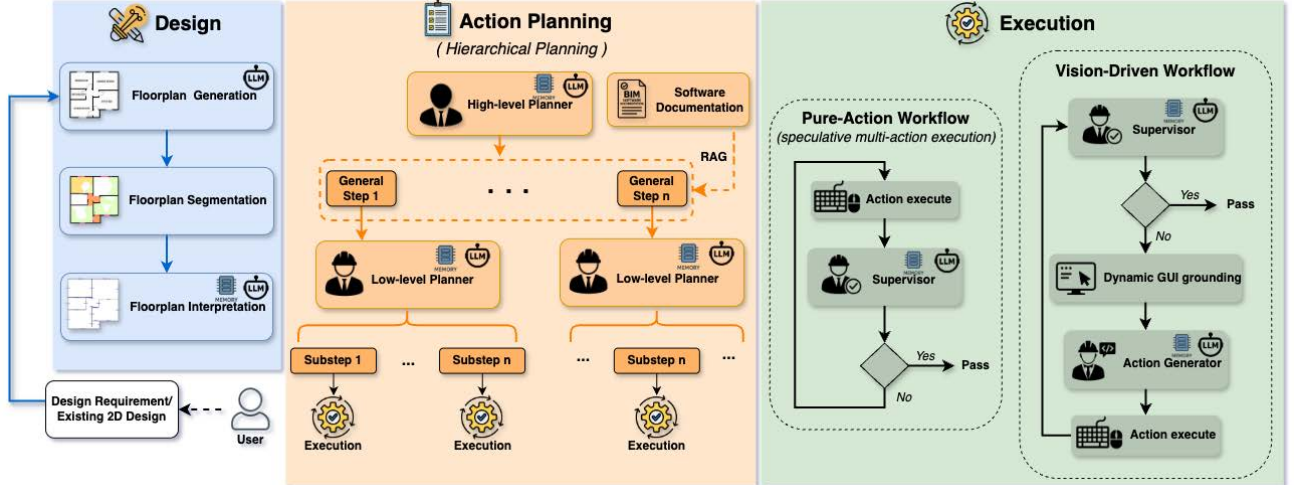 Design
Floorplan Generation
LLM
Floorplan Segmentation
Floorplan Interpretation
MEMORY
LLM
Design Requirement/
Existing 2D Design
User
Action Planning
( Hierarchical Planning )
High-level Planner
MEMORY
LLM
BIM
Software
Documentation
RAG
General
Step 1
. . .
General
Step n
Low-level Planner
MEMORY
LLM
Low-level Planner
MEMORY
LLM
Substep 1
...
Substep n
...
Substep n
...
Execution
Execution
Execution
Execution
Pure-Action Workflow
(speculative multi-action execution)
Action execute
Supervisor
MEMORY
LLM
Yes
Pass
No
Vision-Driven Workflow
Supervisor
MEMORY
LLM
Yes
Pass
No
Dynamic GUI grounding
Action Generator
MEMORY
LLM
Action execute